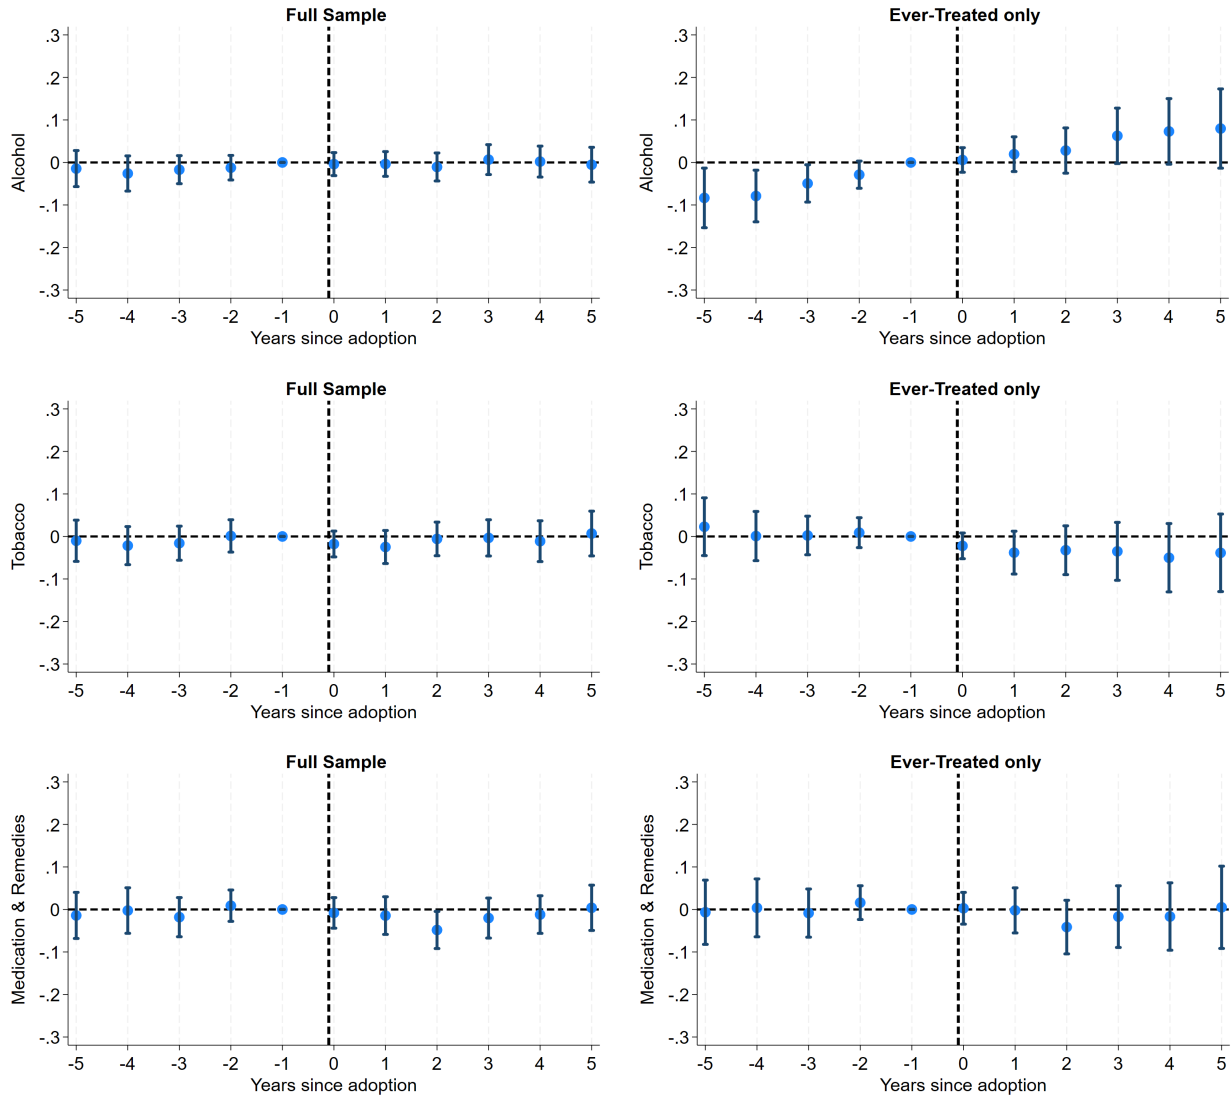 Full Sample
Alcohol
.3
.2
.1
0
-.1
-.2
-.3
-5 -4 -3 -2 -1 0 1 2 3 4 5
Years since adoption
Ever-Treated only
Alcohol
.3
.2
.1
0
-.1
-.2
-.3
-5 -4 -3 -2 -1 0 1 2 3 4 5
Years since adoption
Full Sample
Tobacco
.3
.2
.1
0
-.1
-.2
-.3
-5 -4 -3 -2 -1 0 1 2 3 4 5
Years since adoption
Ever-Treated only
Tobacco
.3
.2
.1
0
-.1
-.2
-.3
-5 -4 -3 -2 -1 0 1 2 3 4 5
Years since adoption
Full Sample
Medication & Remedies
.3
.2
.1
0
-.1
-.2
-.3
-5 -4 -3 -2 -1 0 1 2 3 4 5
Years since adoption
Ever-Treated only
Medication & Remedies
.3
.2
.1
0
-.1
-.2
-.3
-5 -4 -3 -2 -1 0 1 2 3 4 5
Years since adoption